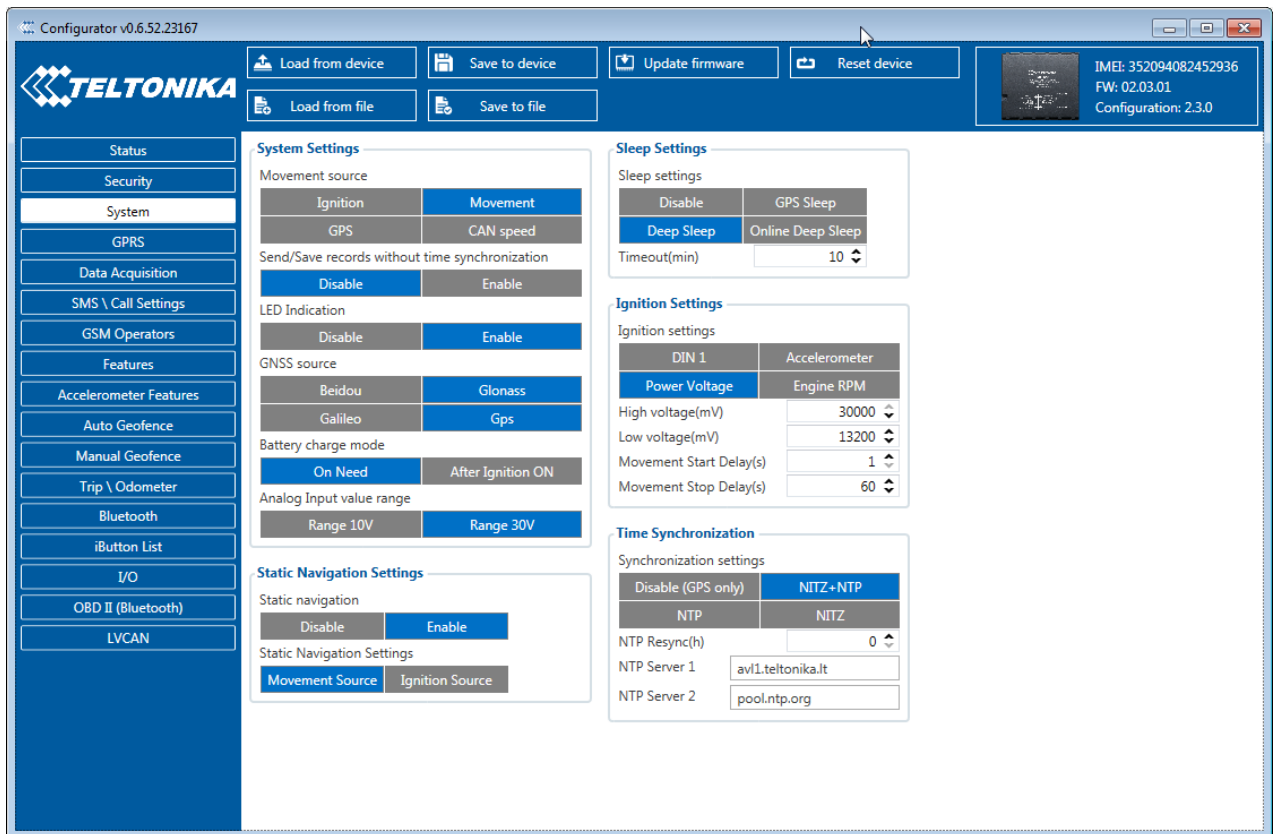 Configurator v0.6.52.23167
TELTONIKA
Load from device
Save to device
Update firmware
Reset device
Load from file
Save to file
IMEI: 352094082452936
FW: 02.03.01
Configuration: 2.3.0
Status
Security
System
GPRS
Data Acquisition
SMS \ Call Settings
GSM Operators
Features
Accelerometer Features
Auto Geofence
Manual Geofence
Trip \ Odometer
Bluetooth
iButton List
I/O
OBD II (Bluetooth)
LVCAN
System Settings
Movement source
Ignition Movement
GPS CAN speed
Send/Save records without time synchronization
Disable Enable
LED Indication
Disable Enable
GNSS source
Beidou Glonass
Galileo Gps
Battery charge mode
On Need After Ignition ON
Analog Input value range
Range 10V Range 30V
Static Navigation Settings
Static navigation
Disable Enable
Static Navigation Settings
Movement Source Ignition Source
Sleep Settings
Sleep settings
Disable GPS Sleep
Deep Sleep Online Deep Sleep
Timeout(min) 10
Ignition Settings
Ignition settings
DIN 1 Accelerometer
Power Voltage Engine RPM
High voltage(mV) 30000
Low voltage(mV) 13200
Movement Start Delay(s) 1
Movement Stop Delay(s) 60
Time Synchronization
Synchronization settings
Disable (GPS only) NITZ+NTP
NTP NITZ
NTP Resync(h) 0
NTP Server 1 avl1.teltonika.lt
NTP Server 2 pool.ntp.org